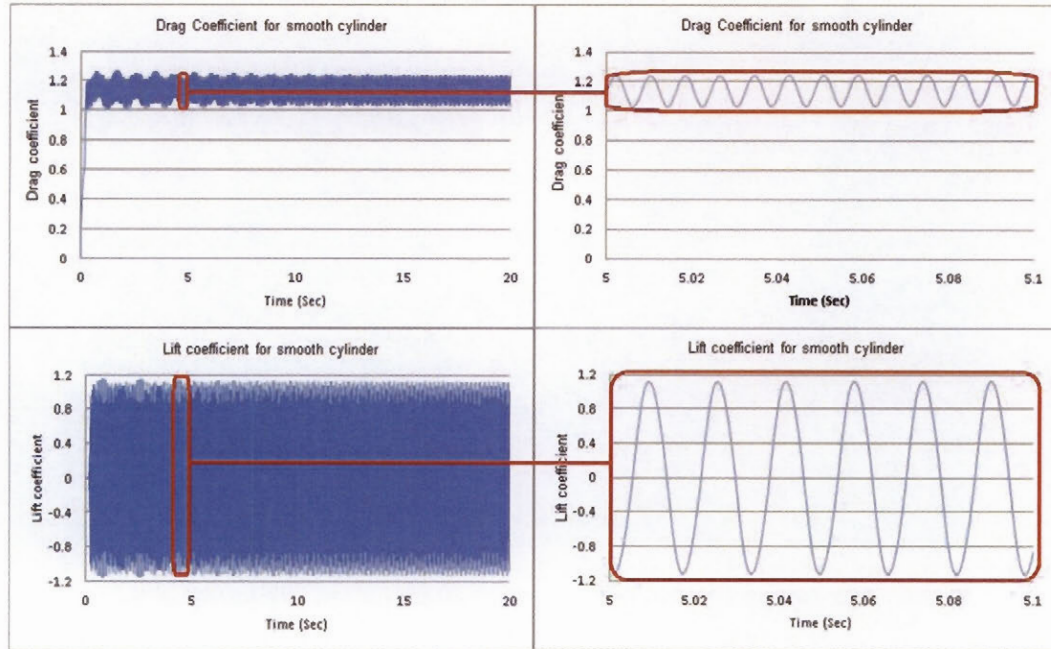 Drag Coefficient for smooth cylinder
1.4
1.2
1
0.8
0.6
0.4
0.2
0
Drag coefficient
0 5 10 15 20
Time (Sec)
Drag Coefficient for smooth cylinder
1.4
1.2
1
0.8
0.6
0.4
0.2
0
Drag coefficient
5 5.02 5.04 5.06 5.08 5.1
Time (Sec)
Lift coefficient for smooth cylinder
1.2
0.8
0.4
0
-0.4
-0.8
-1.2
Lift coefficient
0 5 10 15 20
Time (Sec)
Lift coefficient for smooth cylinder
1.2
0.8
0.4
0
-0.4
-0.8
-1.2
Lift coefficient
5 5.02 5.04 5.06 5.08 5.1
Time (Sec)